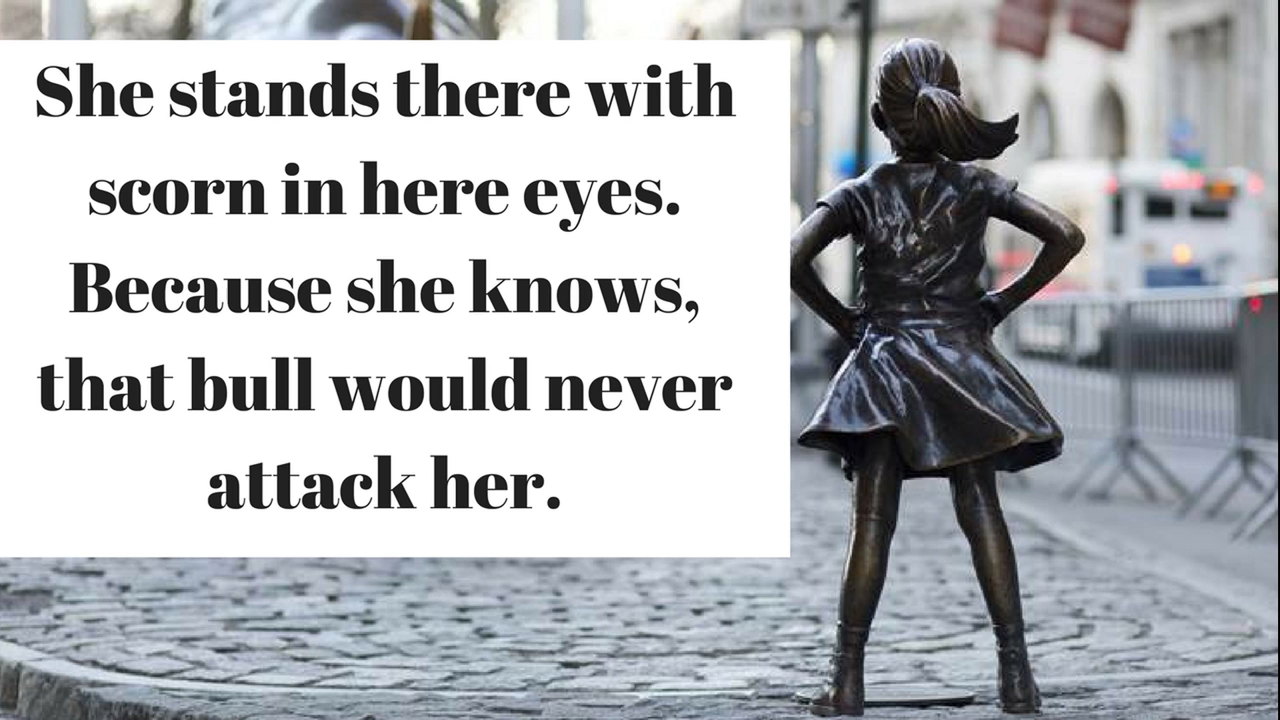 She stands there with
scorn in here eyes.
Because she knows,
that bull would never
attack her.